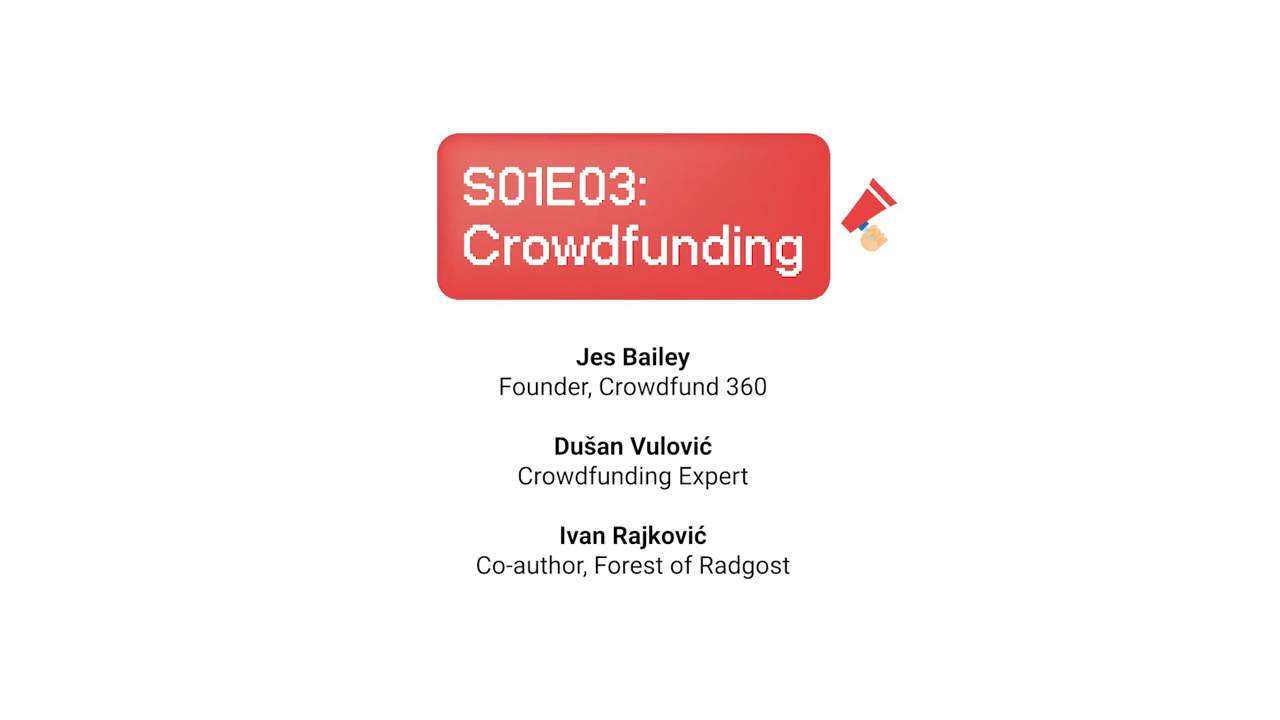 S01E03:
Crowdfunding
Jes Bailey
Founder, Crowdfund 360
Dušan Vulović
Crowdfunding Expert
Ivan Rajković
Co-author, Forest of Radgost